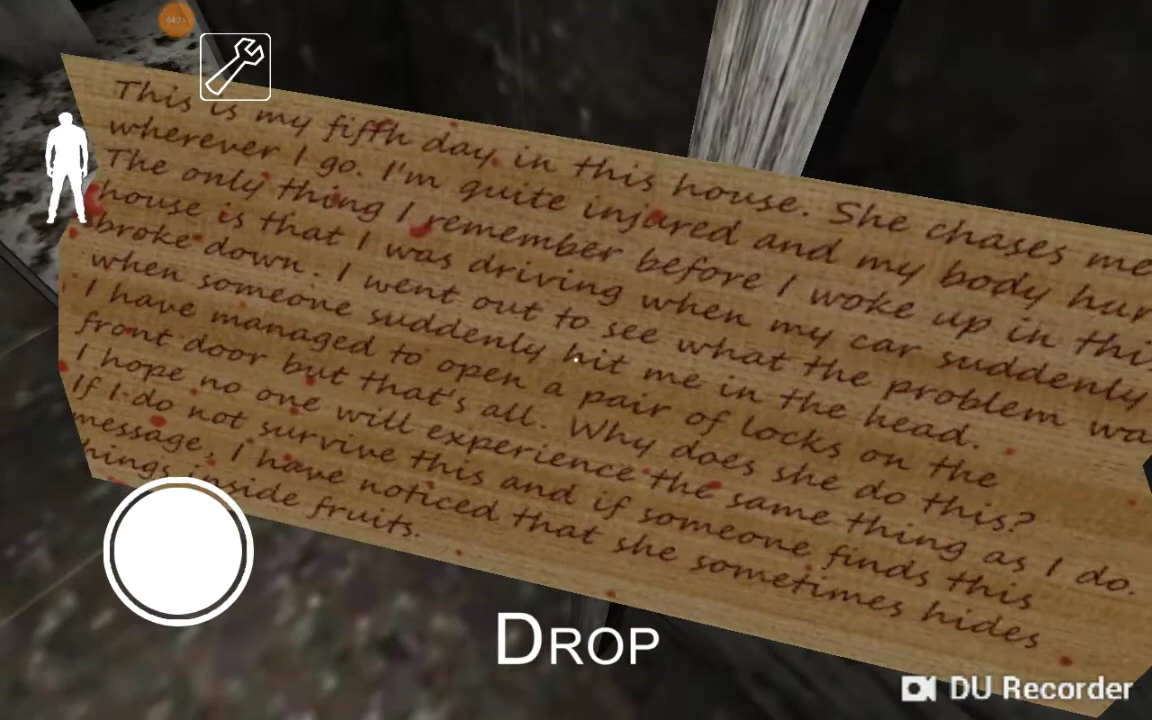 04:21
This is my fifth day in this house. She chases me
wherever I go. I'm quite injured and my body hur
The only thing I remember before I woke up in thi
house is that I was driving when my car suddenly
broke down. I went out to see what the problem wa
when someone suddenly hit me in the head.
I have managed to open a pair of locks on the
front door but that's all. Why does she do this?
I hope no one will experience the same thing as I do.
If I do not survive this and if someone finds this
message, I have noticed that she sometimes hides
things inside fruits.
DROP
DU Recorder